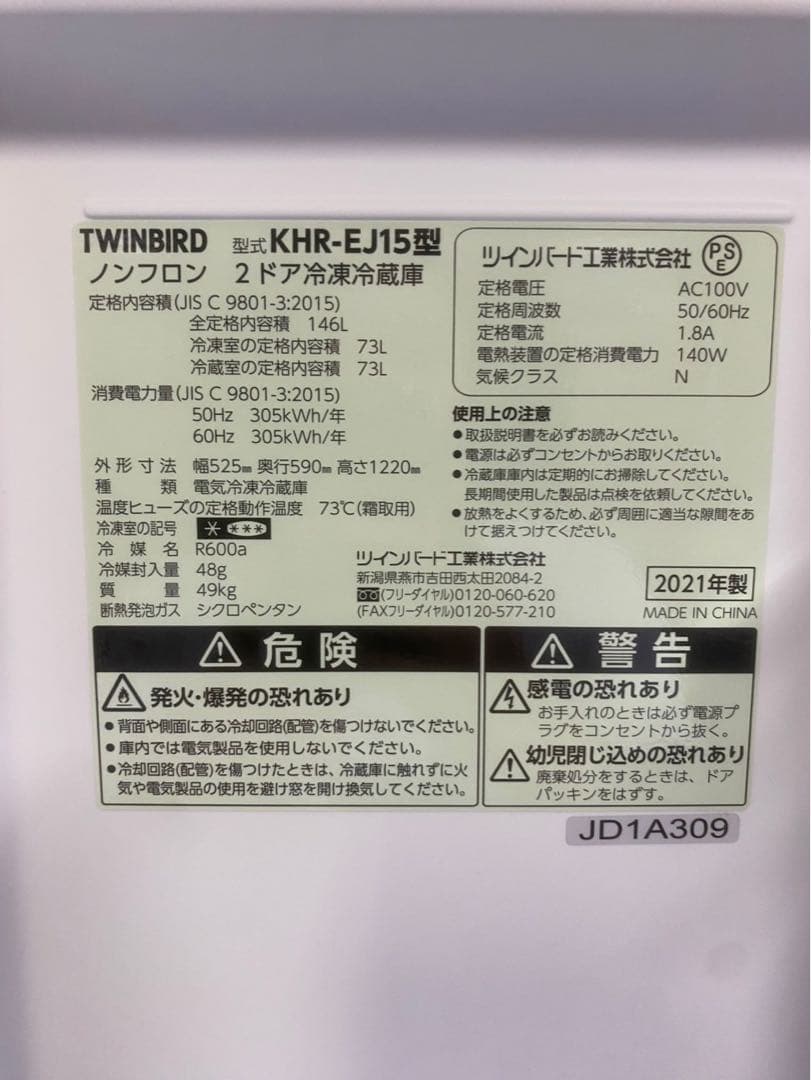 TWINBIRD 型式 KHR-EJ15型
ノンフロン 2ドア冷凍冷蔵庫
定格内容積(JIS C 9801-3:2015)
全定格内容積 146L
冷凍室の定格内容積 73L
冷蔵室の定格内容積 73L
消費電力量(JIS C 9801-3:2015)
50Hz 305kWh/年
60Hz 305kWh/年
外形寸法 幅525㎜ 奥行590㎜ 高さ1220㎜
種類 電気冷凍冷蔵庫
温度ヒューズの定格動作温度 73℃(霜取用)
冷凍室の記号
冷媒名 R600a
冷媒封入量 48g
質量 49kg
断熱発泡ガス シクロペンタン
ツインバード工業株式会社 PSE
定格電圧 AC100V
定格周波数 50/60Hz
定格電流 1.8A
電熱装置の定格消費電力 140W
気候クラス N
使用上の注意
●取扱説明書を必ずお読みください。
●電源は必ずコンセントからお取りください。
●冷蔵庫庫内は定期的にお掃除してください。
長期間使用した製品は点検を依頼してください。
●放熱をよくするため、必ず周囲に適当な隙間をあ
けて据えつけてください。
ツインバード工業株式会社
新潟県燕市吉田西太田2084-2
(フリーダイヤル)0120-060-620
(FAXフリーダイヤル)0120-577-210
2021年製
MADE IN CHINA
危険
発火・爆発の恐れあり
●背面や側面にある冷却回路(配管)を傷つけないでください。
●庫内では電気製品を使用しないでください。
●冷却回路(配管)を傷つけたときは、冷蔵庫に触れずに火
気や電気製品の使用を避け窓を開け換気してください。
警告
感電の恐れあり
お手入れのときは必ず電源プ
ラグをコンセントから抜く。
幼児閉じ込めの恐れあり
廃棄処分をするときは、ドア
パッキンをはずす。
JD1A309